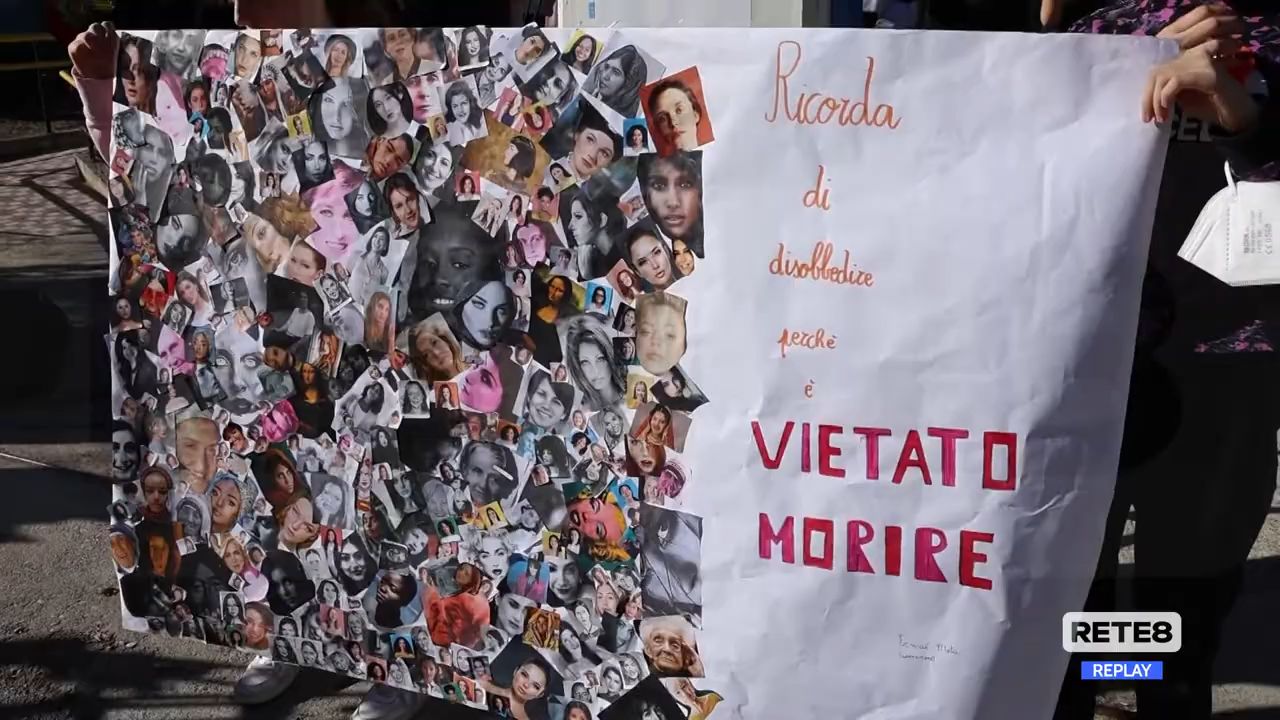 Ricorda
di
disobbedire
perchè
è
VIETATO
MORIRE
RETE8
REPLAY